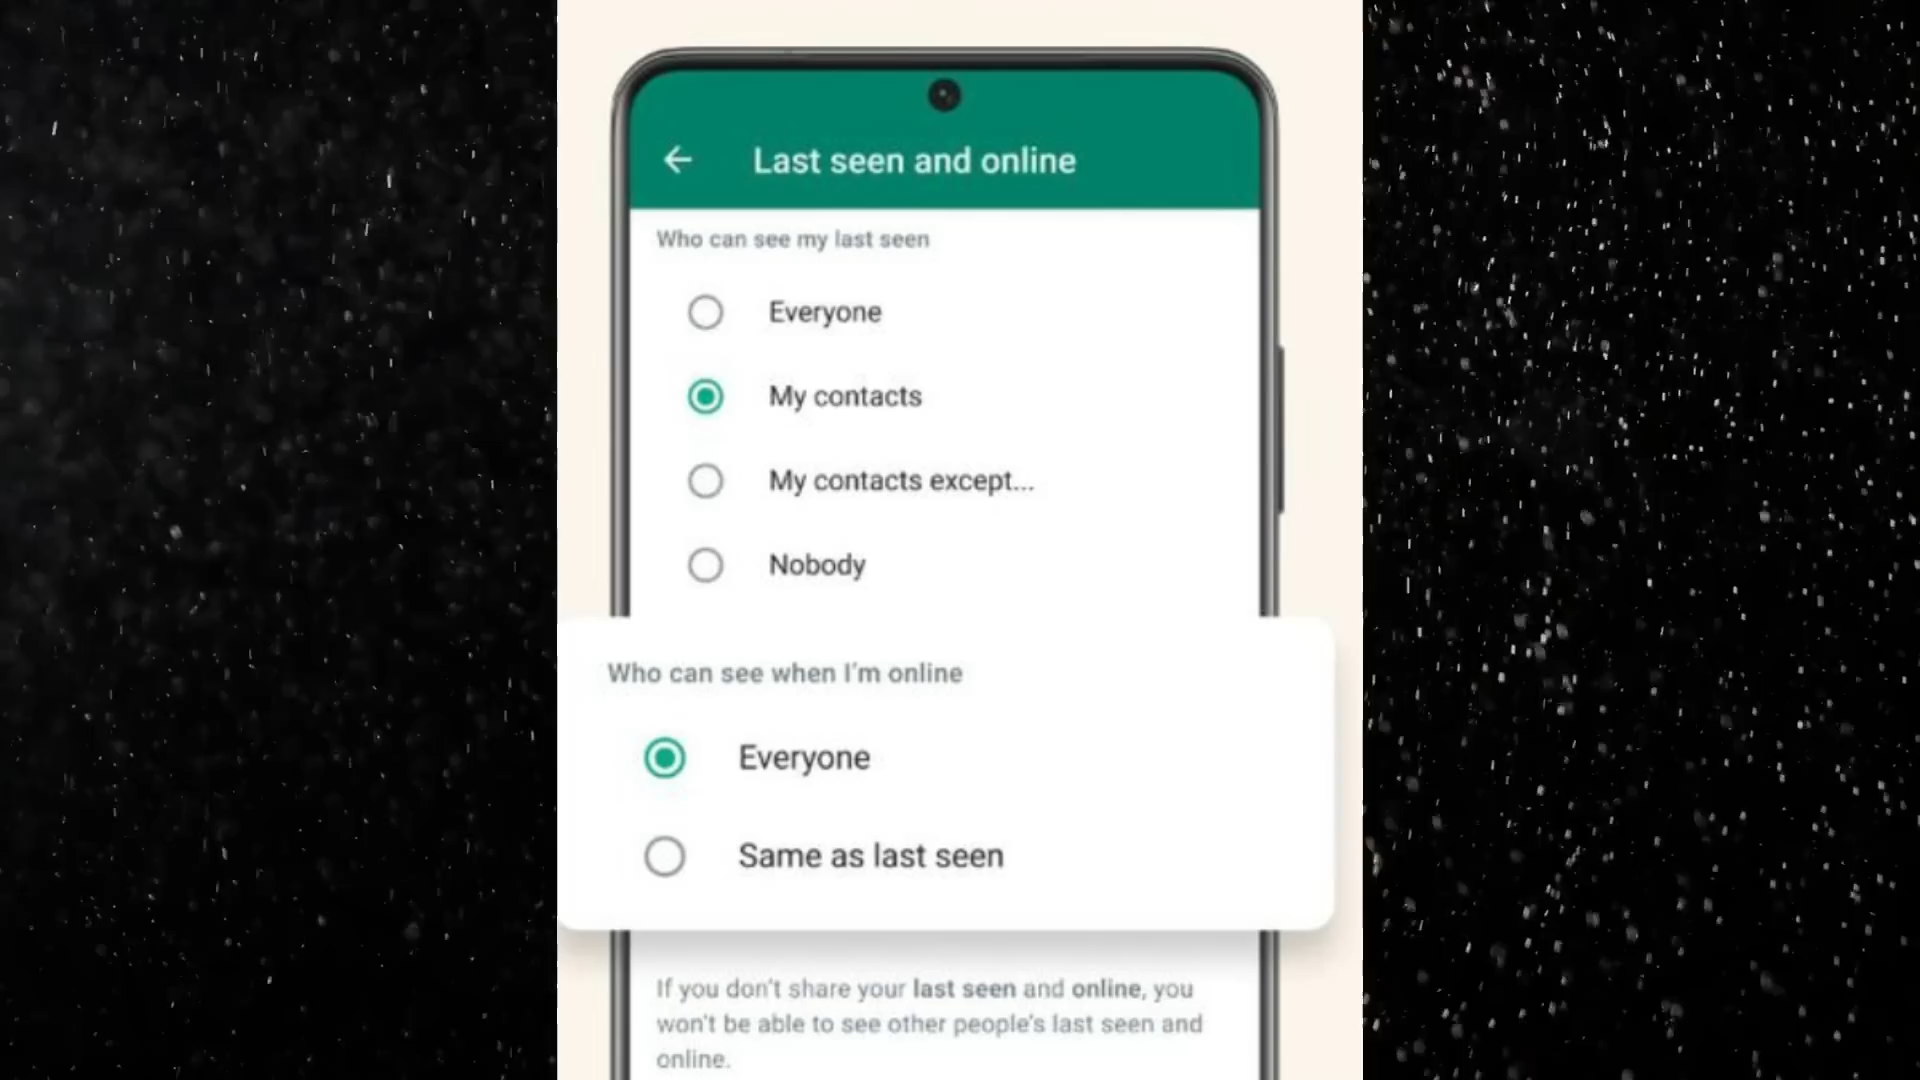 Last seen and online
Who can see my last seen
Everyone
My contacts
My contacts except...
Nobody
Who can see when I'm online
Everyone
Same as last seen
If you don't share your last seen and online, you
won't be able to see other people's last seen and
online.